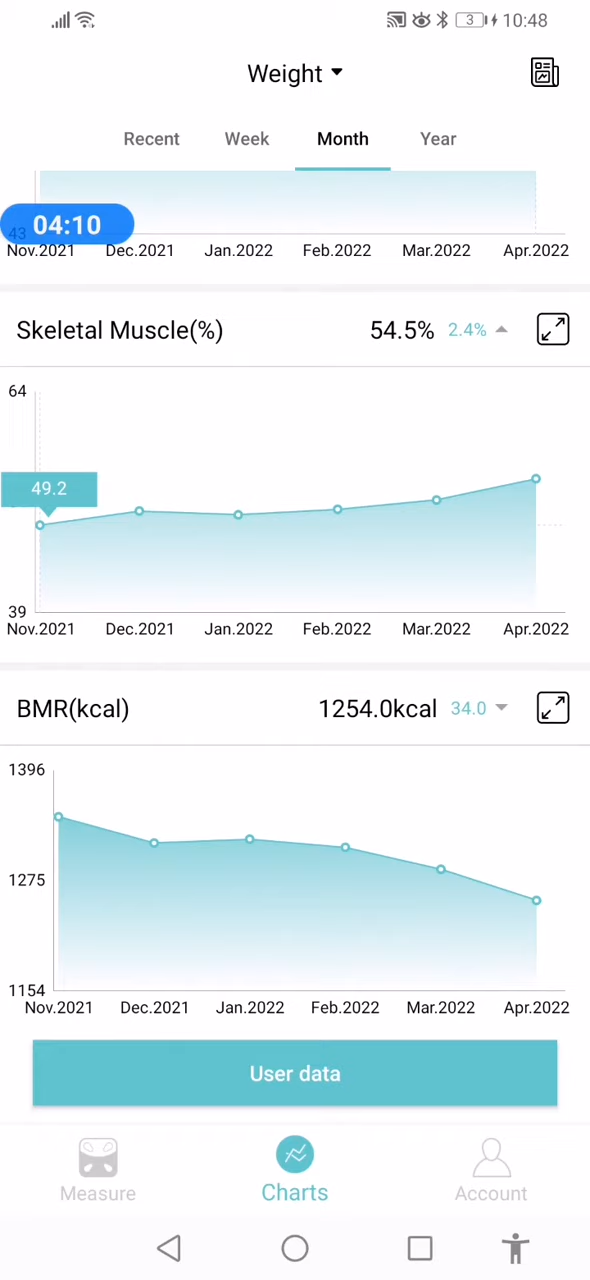 3 10:48
Weight
Recent Week Month Year
43
04:10
Nov.2021 Dec.2021 Jan.2022 Feb.2022 Mar.2022 Apr.2022
Skeletal Muscle(%) 54.5% 2.4%
64
49.2
39
Nov.2021 Dec.2021 Jan.2022 Feb.2022 Mar.2022 Apr.2022
BMR(kcal) 1254.0kcal 34.0
1396
1275
1154
Nov.2021 Dec.2021 Jan.2022 Feb.2022 Mar.2022 Apr.2022
User data
Measure Charts Account